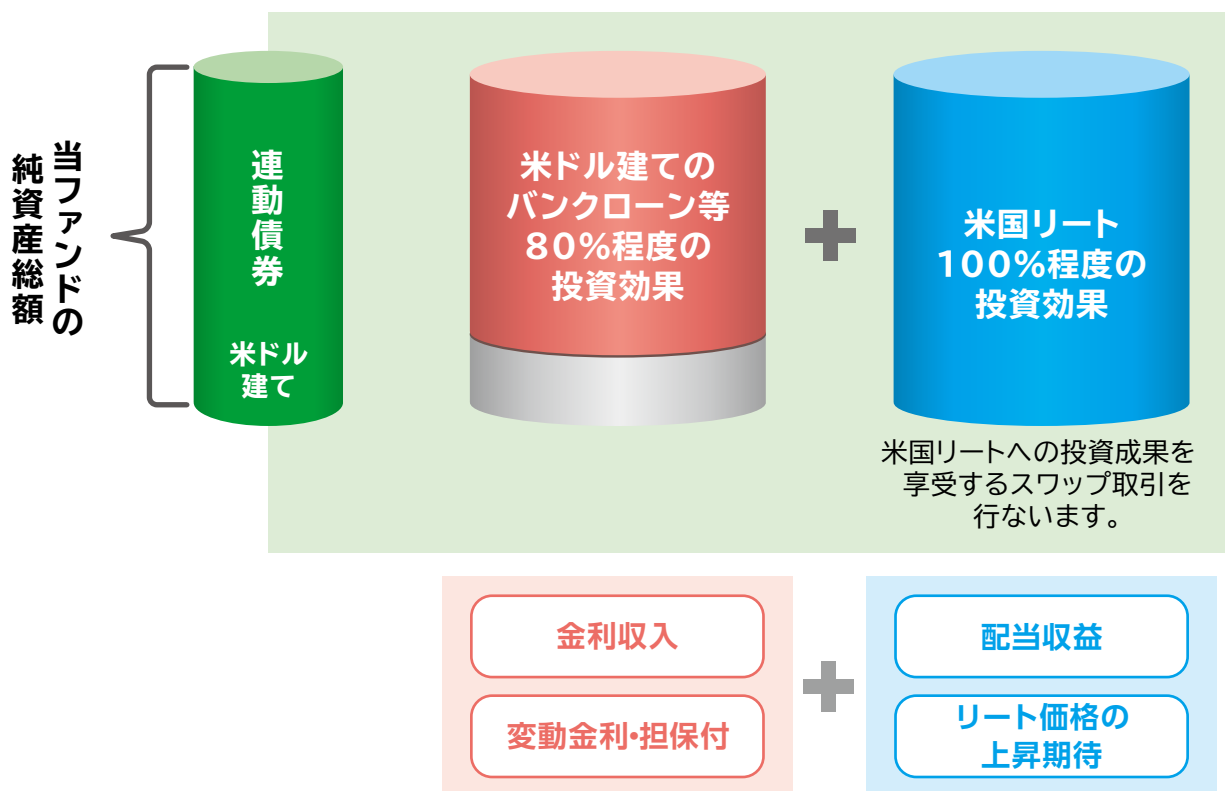 当ファンドの
純資産総額
連動債券
米ドル
建て
米ドル建ての
バンクローン等
80%程度の
投資効果
米国リート
100%程度の
投資効果
米国リートへの投資成果を
享受するスワップ取引を
行ないます。
金利収入
変動金利・担保付
配当収益
リート価格の
上昇期待